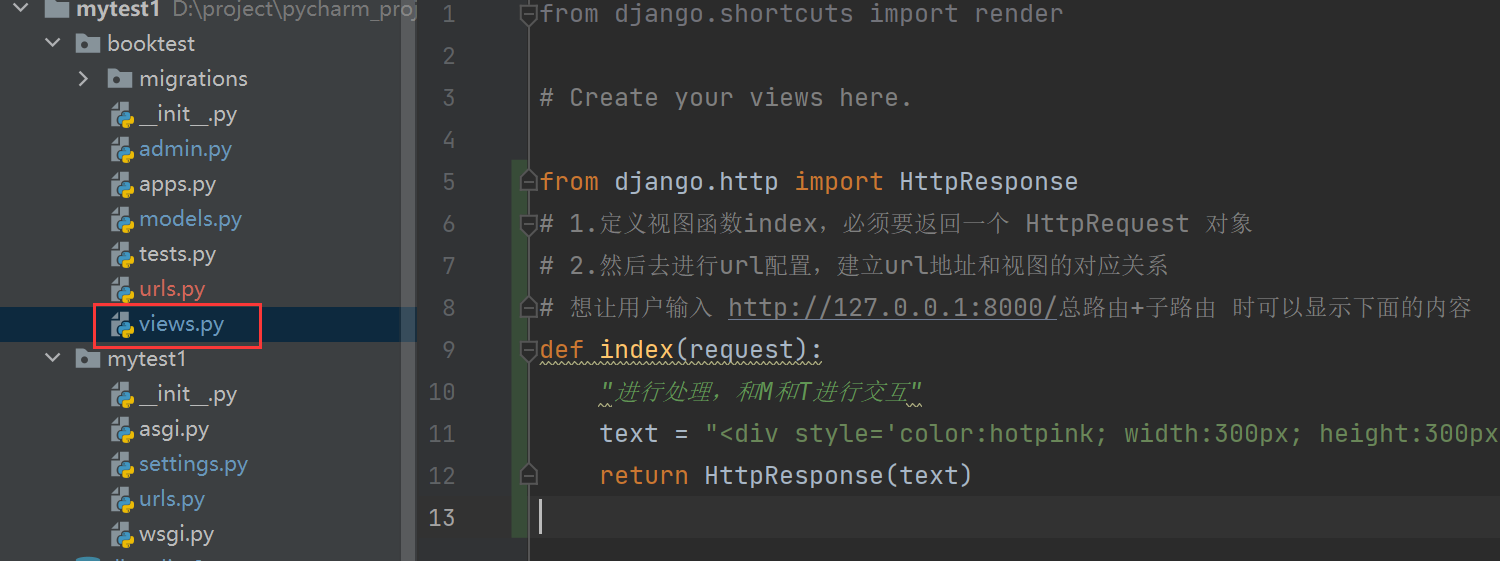 mytest1 D:\project\pycharm_proj
booktest
migrations
__init__.py
admin.py
apps.py
models.py
tests.py
urls.py
views.py
mytest1
__init__.py
asgi.py
settings.py
urls.py
wsgi.py
1 from django.shortcuts import render
2
3 # Create your views here.
4
5 from django.http import HttpResponse
6 # 1.定义视图函数index，必须要返回一个 HttpRequest 对象
7 # 2.然后去进行url配置，建立url地址和视图的对应关系
8 # 想让用户输入 http://127.0.0.1:8000/总路由+子路由 时可以显示下面的内容
9 def index(request):
10 "进行处理，和M和T进行交互"
11 text = "<div style='color:hotpink; width:300px; height:300px
12 return HttpResponse(text)
13